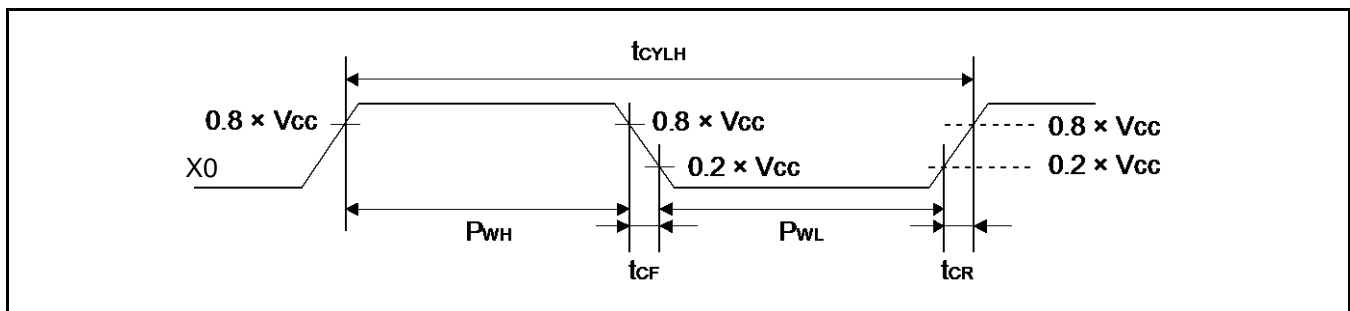 tCYLH
0.8 × VCC
0.8 × VCC
0.8 × VCC
X0
0.2 × VCC
0.2 × VCC
PWH
PWL
tCF
tCR